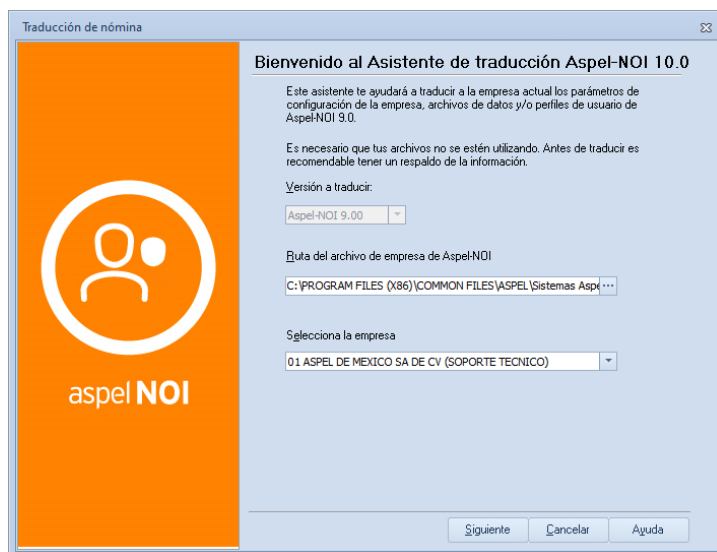 Traducción de nómina
Bienvenido al Asistente de traducción Aspel-NOI 10.0
Este asistente te ayudará a traducir a la empresa actual los parámetros de
configuración de la empresa, archivos de datos y/o perfiles de usuario de
Aspel-NOI 9.0.
Es necesario que tus archivos no se estén utilizando. Antes de traducir es
recomendable tener un respaldo de la información.
Versión a traducir:
Aspel-NOI 9.00
Ruta del archivo de empresa de Aspel-NOI
C:\PROGRAM FILES (X86)\COMMON FILES\ASPEL\Sistemas Aspe
Selecciona la empresa
01 ASPEL DE MEXICO SA DE CV (SOPORTE TECNICO)
aspel NOI
Siguiente Cancelar Ayuda